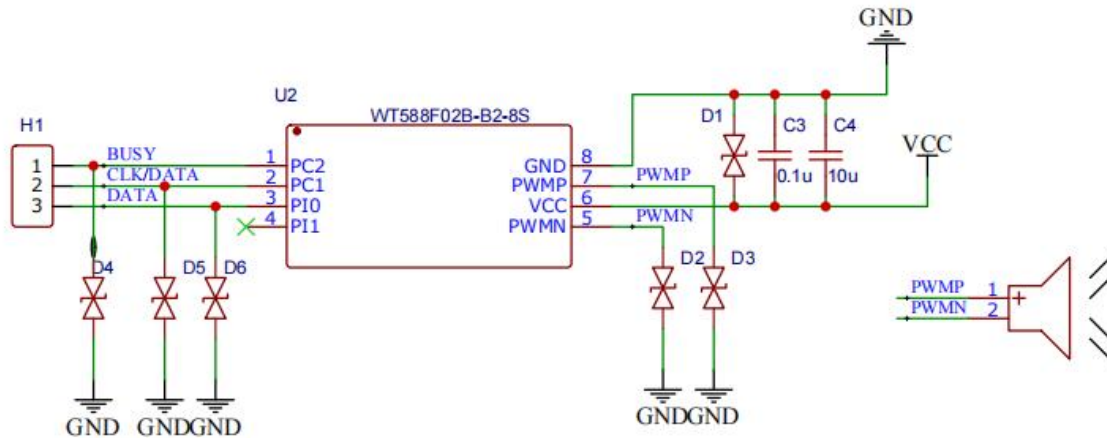 GND
U2
WT588F02B-B2-8S
D1
C3
C4
VCC
H1
1
BUSY
1
PC2
GND
8
2
CLK/DATA
2
PC1
PWMP
7
PWMP
0.1u
10u
3
DATA
3
PI0
VCC
6
4
PI1
PWMN
5
PWMN
D4
D5
D6
D2
D3
PWMP
1
+
PWMN
2
GND
GND
GND
GND
GND